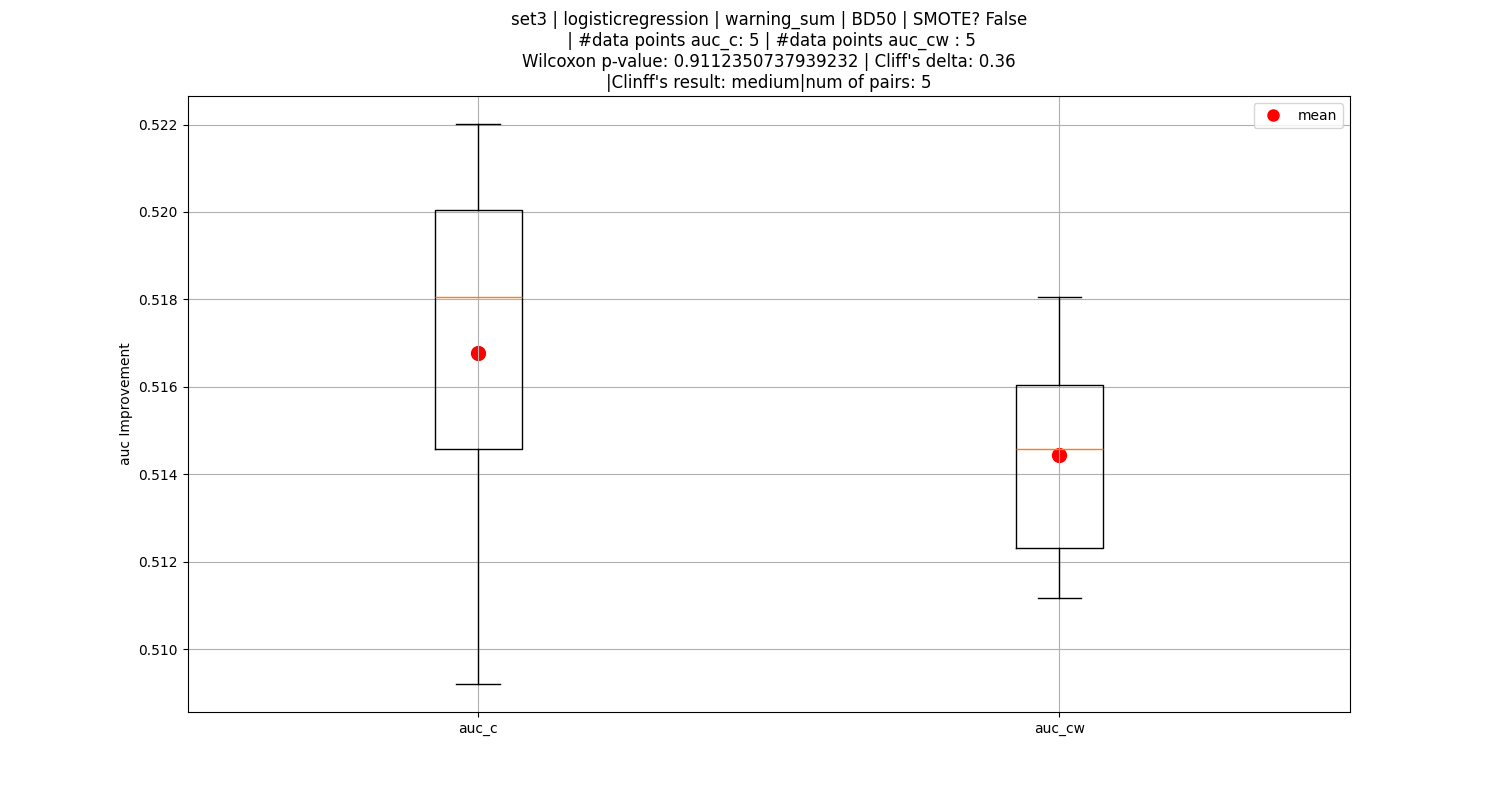 set3 | logisticregression | warning_sum | BD50 | SMOTE? False
| #data points auc_c: 5 | #data points auc_cw : 5
Wilcoxon p-value: 0.9112350737939232 | Cliff's delta: 0.36
|Clinff's result: medium|num of pairs: 5
mean
0.522
0.520
0.518
0.516
0.514
0.512
0.510
auc Improvement
auc_c
auc_cw